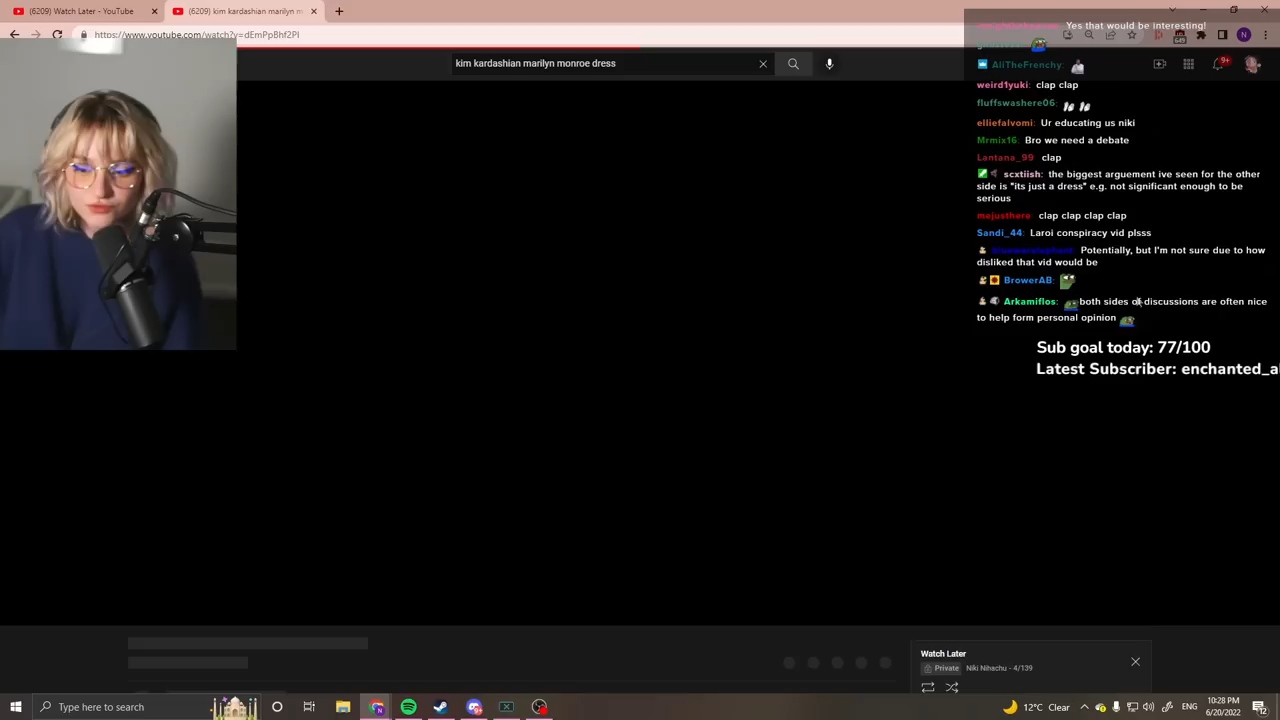 (6209) Watch Later - YouTube
(6209) kim kardashian marilyn m
https://www.youtube.com/watch?v=dEmPpBhf2PI
kim kardashian marilyn monroe dress
649
9+
N
Yes that would be interesting!
AliTheFrenchy:
weird1yuki: clap clap
fluffswashere06:
elliefalvomi: Ur educating us niki
Mrmix16: Bro we need a debate
Lantana_99 clap
scxtiish: the biggest arguement ive seen for the other
side is "its just a dress" e.g. not significant enough to be
serious
majusthare clap clap clap clap
Sandi_44: Laroi conspiracy vid plsss
Potentially, but I'm not sure due to how
disliked that vid would be
BrowerAB:
Arkamiflos: both sides of discussions are often nice
to help form personal opinion
Sub goal today: 77/100
Latest Subscriber: enchanted_a
Watch Later
Private Niki Nihachu - 4/139
Type here to search
12°C Clear
10:28 PM
6/20/2022
12